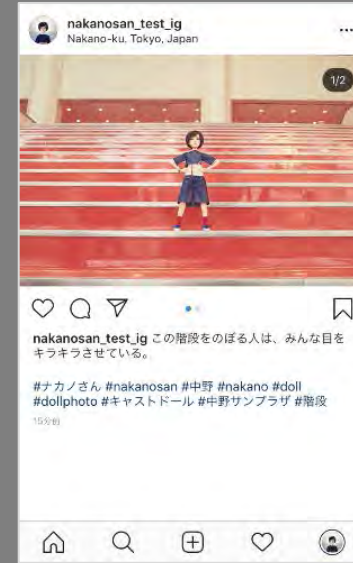 nakanosan_test_ig
Nakano-ku, Tokyo, Japan
1/2
nakanosan_test_ig この階段をのぼる人は、みんな目を
キラキラさせている。
#ナカノさん #nakanosan #中野 #nakano #doll
#dollphoto #キャストドール #中野サンプラザ #階段
15分前